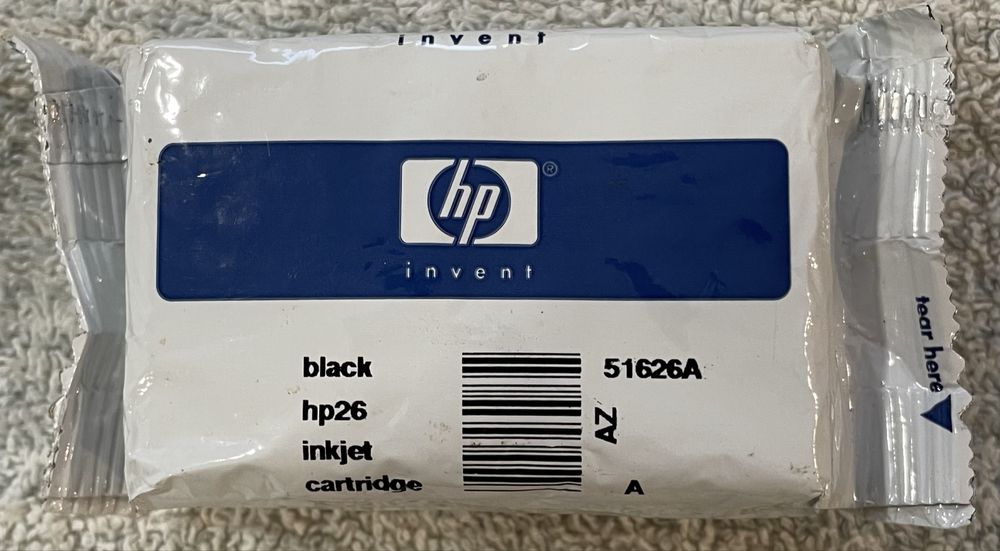 invent
hp®
invent
black
hp26
inkjet
cartridge
51626A
AZ
A
tear here